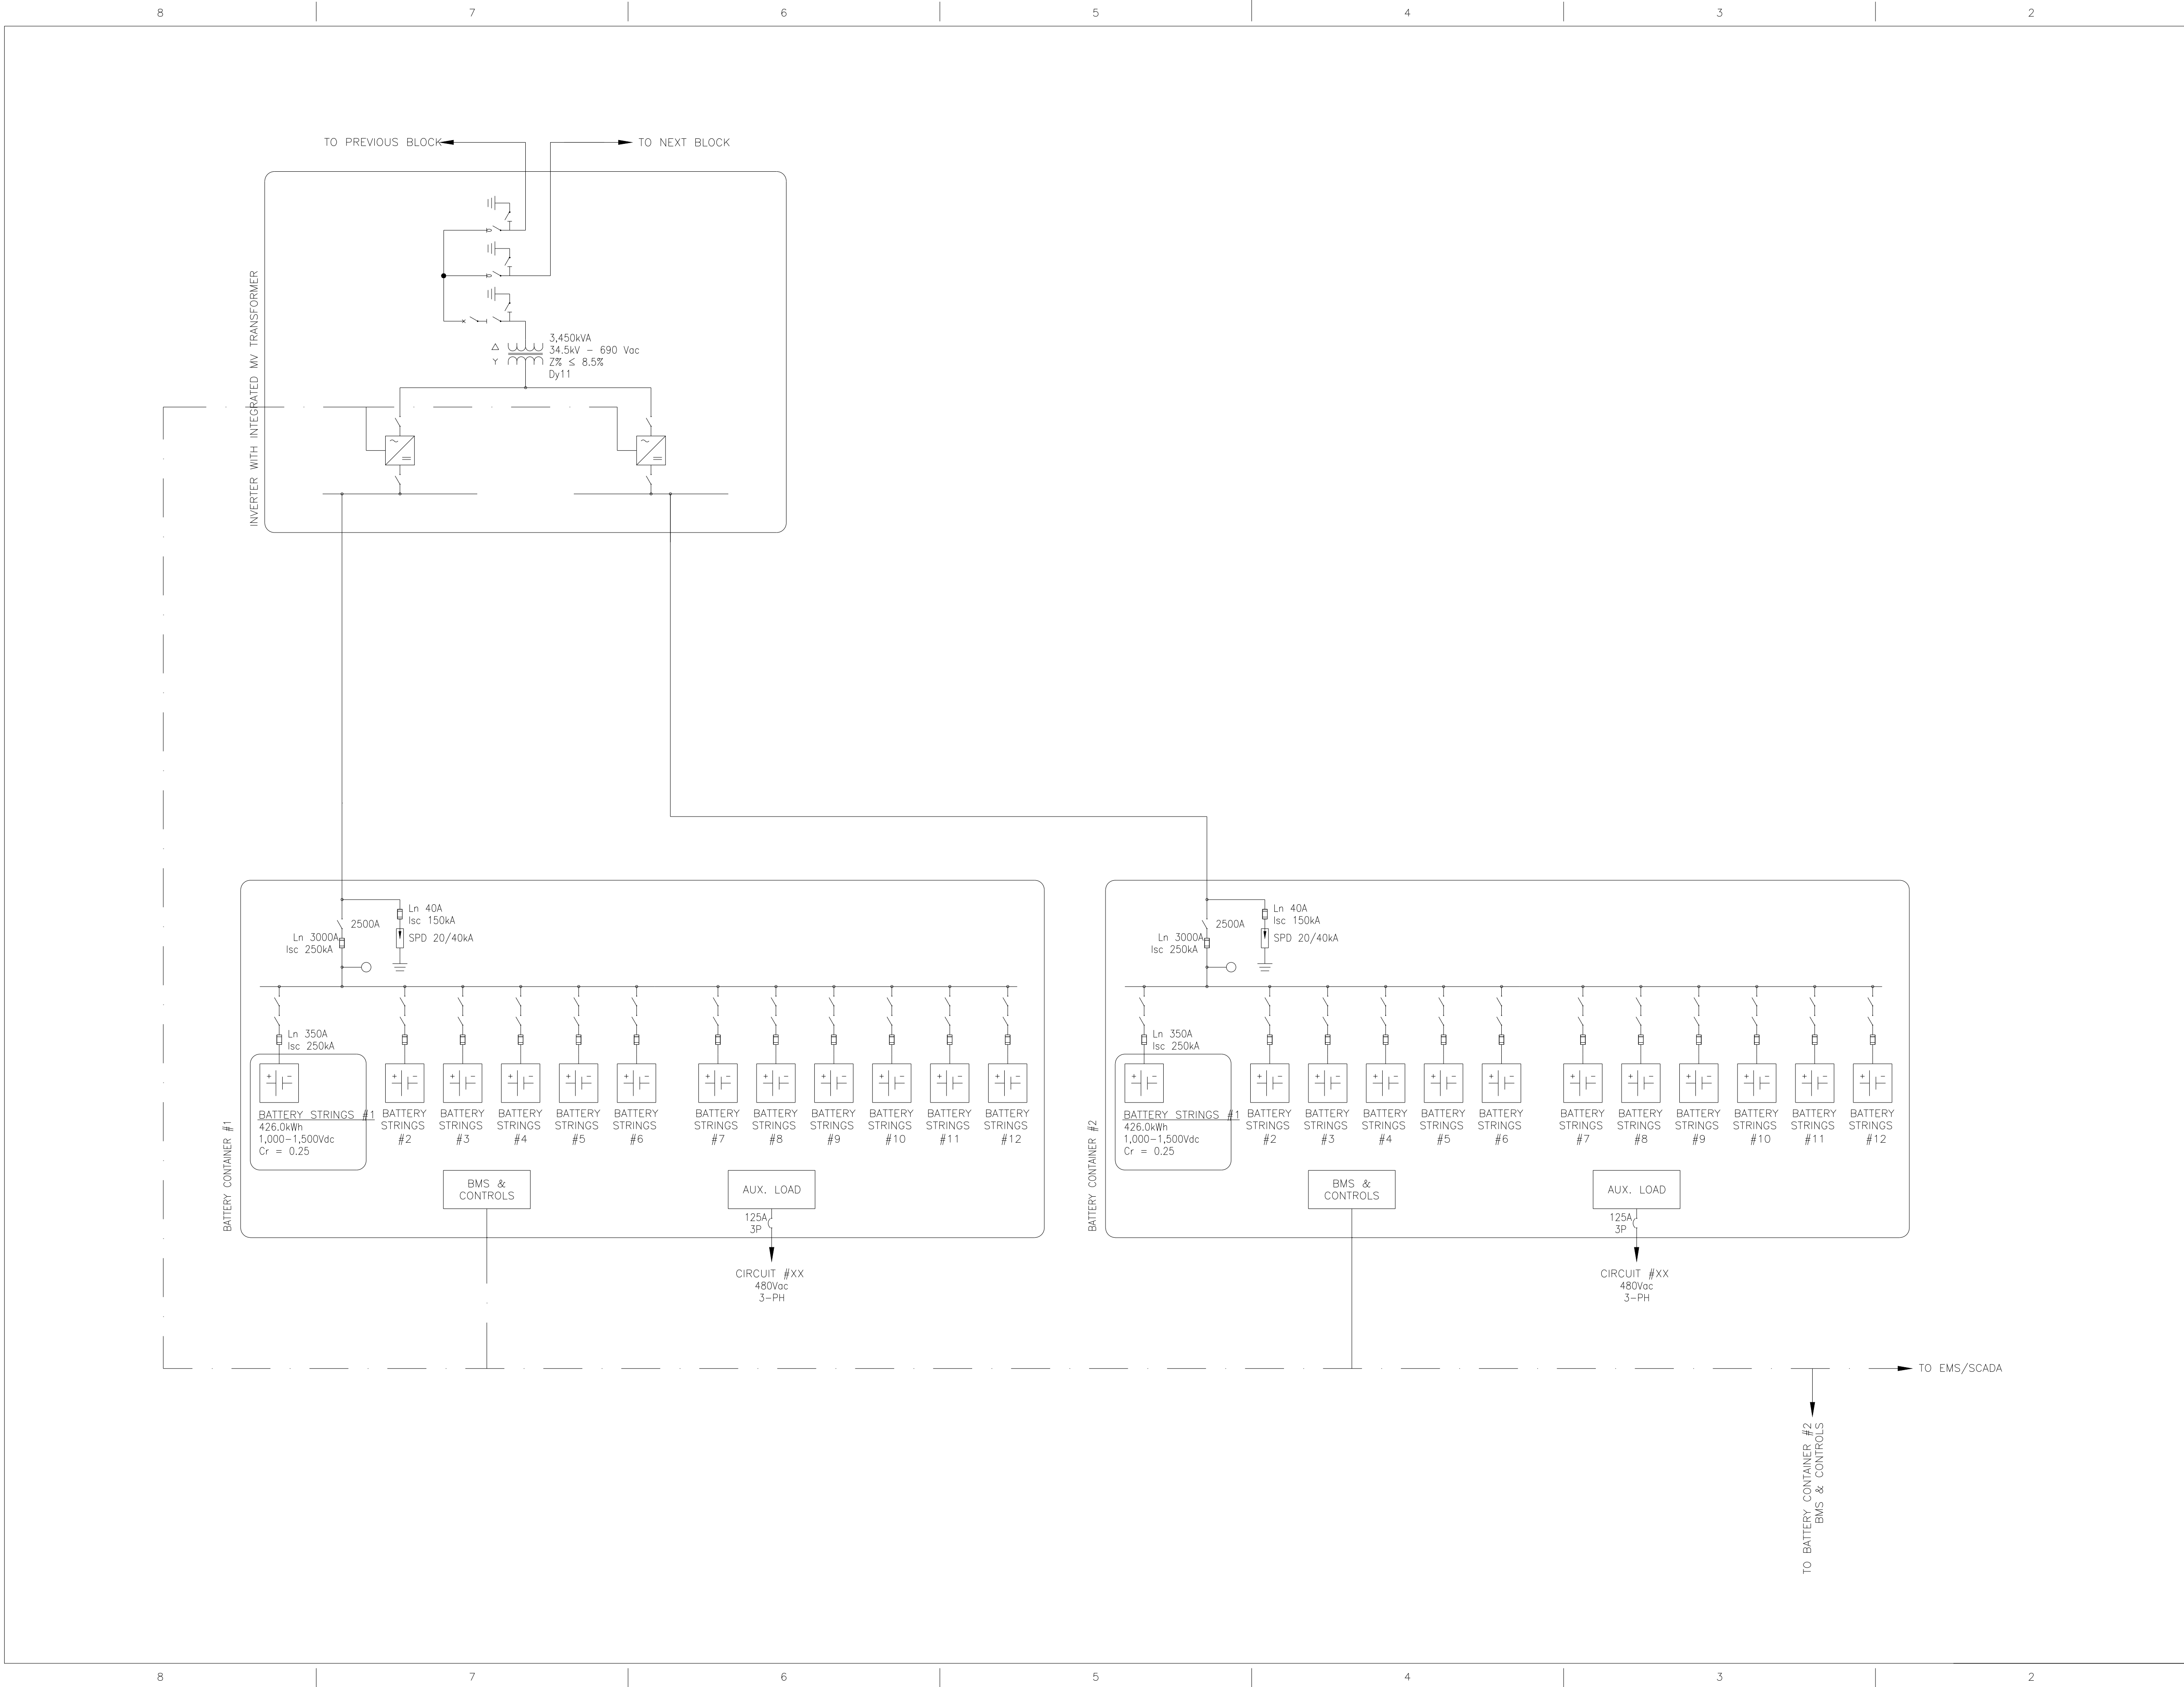 8 7 6 5 4 3 2
TO PREVIOUS BLOCK
TO NEXT BLOCK
INVERTER WITH INTEGRATED MV TRANSFORMER
3,450kVA
34.5kV – 690 Vac
Z% ≤ 8.5%
Dy11
BATTERY CONTAINER #1
2500A
Ln 3000A
Isc 250kA
Ln 40A
Isc 150kA
SPD 20/40kA
Ln 350A
Isc 250kA
+ –
+ –
+ –
+ –
+ –
+ –
+ –
+ –
+ –
+ –
+ –
+ –
BATTERY STRINGS #1
426.0kWh
1,000–1,500Vdc
Cr = 0.25
BATTERY
STRINGS
#2
BATTERY
STRINGS
#3
BATTERY
STRINGS
#4
BATTERY
STRINGS
#5
BATTERY
STRINGS
#6
BATTERY
STRINGS
#7
BATTERY
STRINGS
#8
BATTERY
STRINGS
#9
BATTERY
STRINGS
#10
BATTERY
STRINGS
#11
BATTERY
STRINGS
#12
BMS &
CONTROLS
AUX. LOAD
125A
3P
CIRCUIT #XX
480Vac
3–PH
BATTERY CONTAINER #2
2500A
Ln 3000A
Isc 250kA
Ln 40A
Isc 150kA
SPD 20/40kA
Ln 350A
Isc 250kA
+ –
+ –
+ –
+ –
+ –
+ –
+ –
+ –
+ –
+ –
+ –
+ –
BATTERY STRINGS #1
426.0kWh
1,000–1,500Vdc
Cr = 0.25
BATTERY
STRINGS
#2
BATTERY
STRINGS
#3
BATTERY
STRINGS
#4
BATTERY
STRINGS
#5
BATTERY
STRINGS
#6
BATTERY
STRINGS
#7
BATTERY
STRINGS
#8
BATTERY
STRINGS
#9
BATTERY
STRINGS
#10
BATTERY
STRINGS
#11
BATTERY
STRINGS
#12
BMS &
CONTROLS
AUX. LOAD
125A
3P
CIRCUIT #XX
480Vac
3–PH
TO EMS/SCADA
TO BATTERY CONTAINER #2
BMS & CONTROLS
8 7 6 5 4 3 2